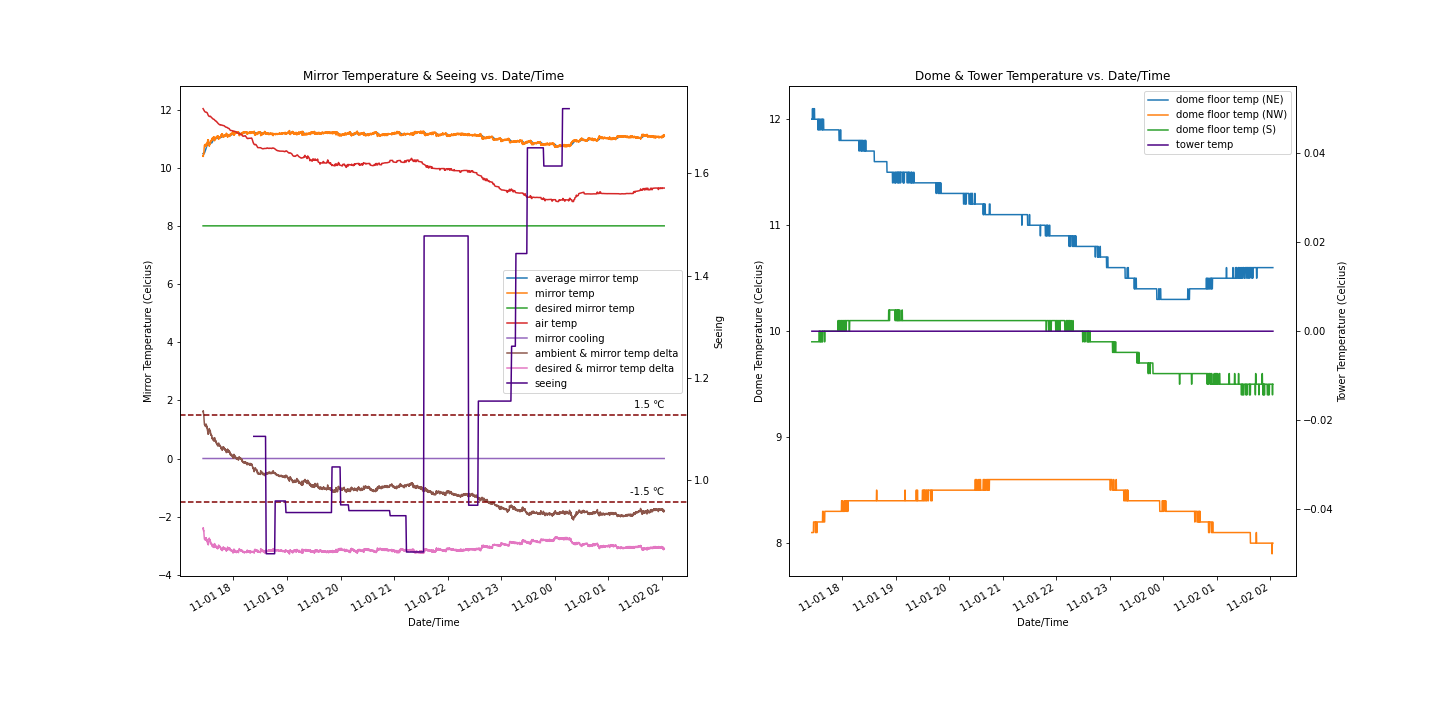 Mirror Temperature & Seeing vs. Date/Time
12
10
8
6
4
2
0
−2
−4
Mirror Temperature (Celcius)
average mirror temp
mirror temp
desired mirror temp
air temp
mirror cooling
ambient & mirror temp delta
desired & mirror temp delta
seeing
1.5 ℃
-1.5 ℃
1.6
1.4
1.2
1.0
Seeing
11-01 18
11-01 19
11-01 20
11-01 21
11-01 22
11-01 23
11-02 00
11-02 01
11-02 02
Date/Time
Dome & Tower Temperature vs. Date/Time
12
11
10
9
8
Dome Temperature (Celcius)
dome floor temp (NE)
dome floor temp (NW)
dome floor temp (S)
tower temp
0.04
0.02
0.00
−0.02
−0.04
Tower Temperature (Celcius)
11-01 18
11-01 19
11-01 20
11-01 21
11-01 22
11-01 23
11-02 00
11-02 01
11-02 02
Date/Time